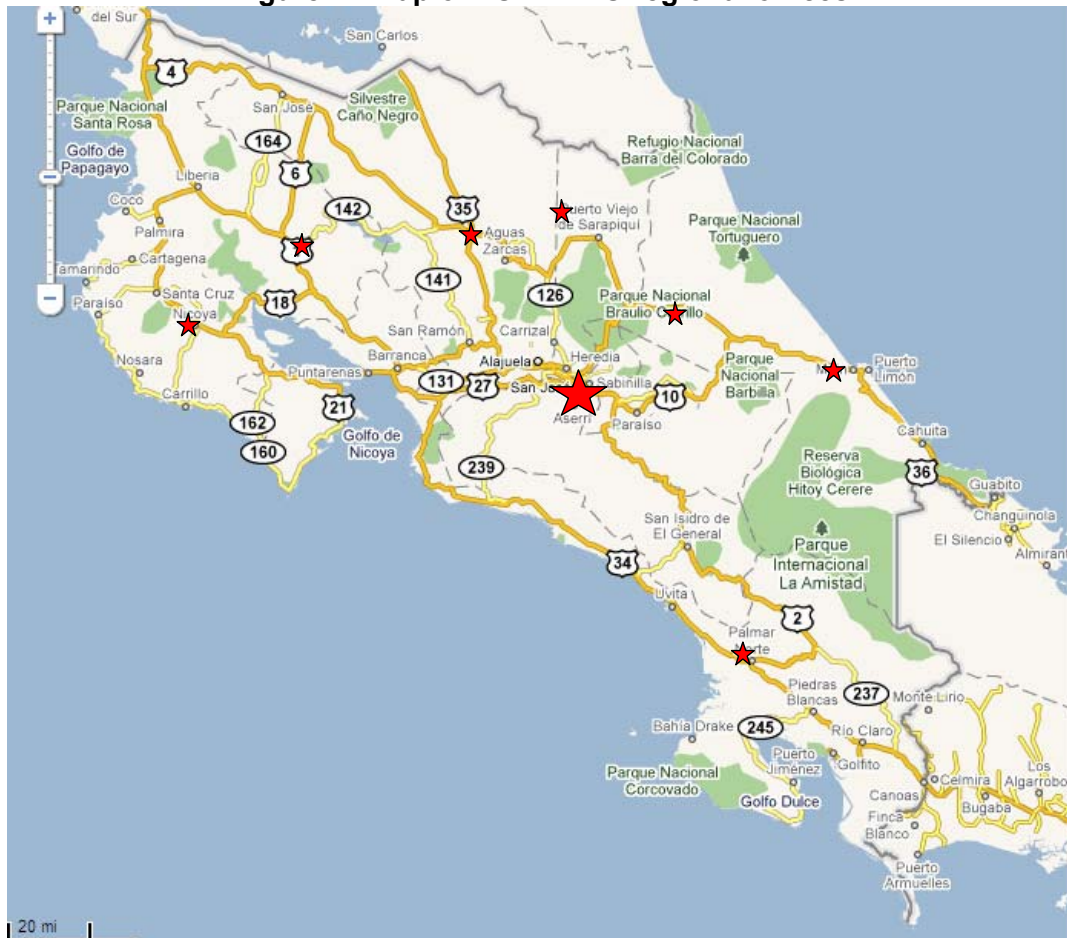 del Sur
San Carlos
4
San José
Silvestre
Caño Negro
Parque Nacional
Santa Rosa
164
Refugio Nacional
Barra del Colorado
Golfo de
Papagayo
6
Liberia
142
35
Coco
Palmira
Puerto Viejo
de Sarapiquí
Parque Nacional
Tortuguero
Aguas
Zarcas
Cartagena
Tamarindo
141
126
Santa Cruz
Paraíso
18
Parque Nacional
Braulio Carrillo
Nicoya
San Ramón
Carrizal
Nosara
Barranca
Alajuela
Heredia
Parque
Nacional
Barbilla
Puerto
Limón
Puntarenas
131
27
San José
Sabinilla
10
Carrillo
21
Aserrí
Paraíso
162
160
Golfo de
Nicoya
Cahuita
239
Reserva
Biológica
Hitoy Cerere
36
Guabito
Changuinola
San Isidro de
El General
El Silencio
Almirant
Parque
Internacional
La Amistad
34
Uvita
2
Palmar
Norte
Piedras
Blancas
237
Monte Lirio
Bahía Drake
245
Río Claro
Puerto
Jiménez
Golfito
Parque Nacional
Corcovado
Golfo Dulce
Celmira
Los
Algarrobo
Canoas
Bugaba
Finca
Blanco
Puerto
Armuelles
20 mi